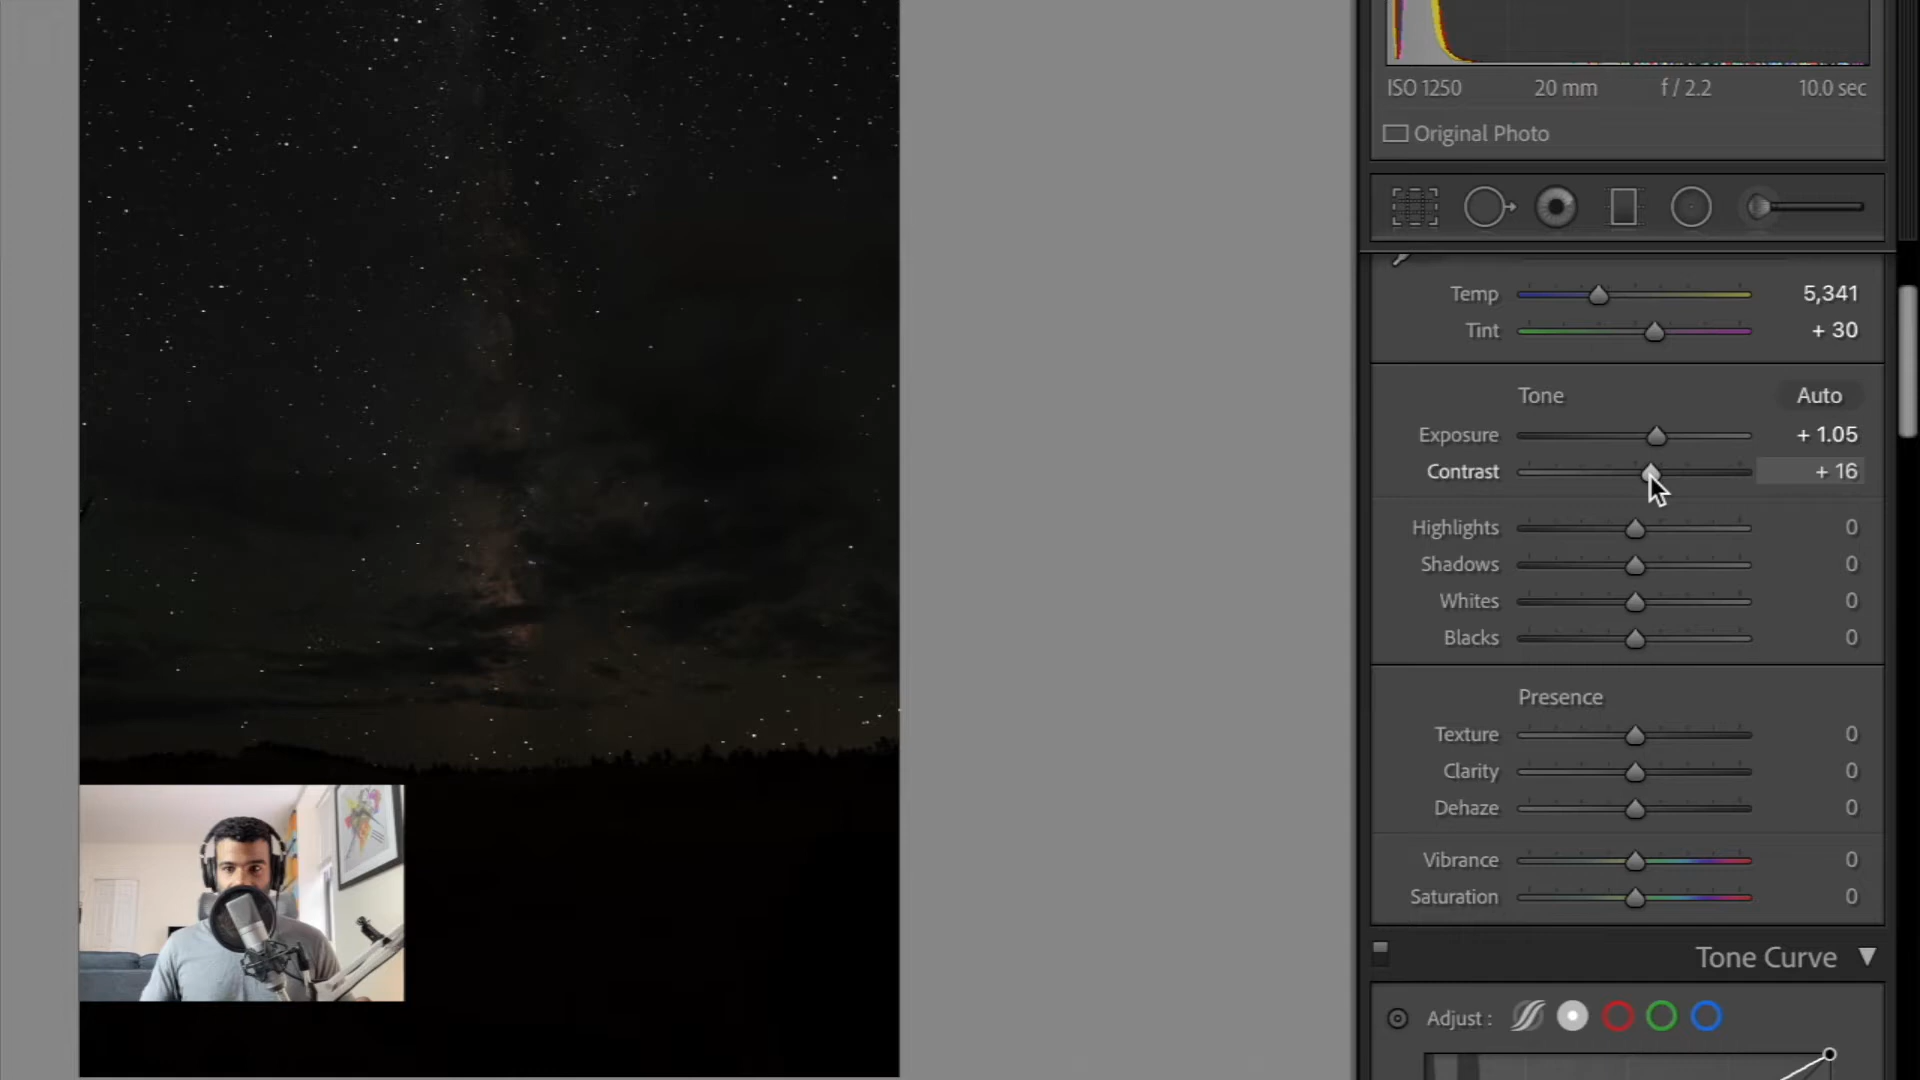 ISO 1250 20 mm f / 2.2 10.0 sec
Original Photo
Temp 5,341
Tint + 30
Tone Auto
Exposure + 1.05
Contrast + 16
Highlights 0
Shadows 0
Whites 0
Blacks 0
Presence
Texture 0
Clarity 0
Dehaze 0
Vibrance 0
Saturation 0
Tone Curve
Adjust :